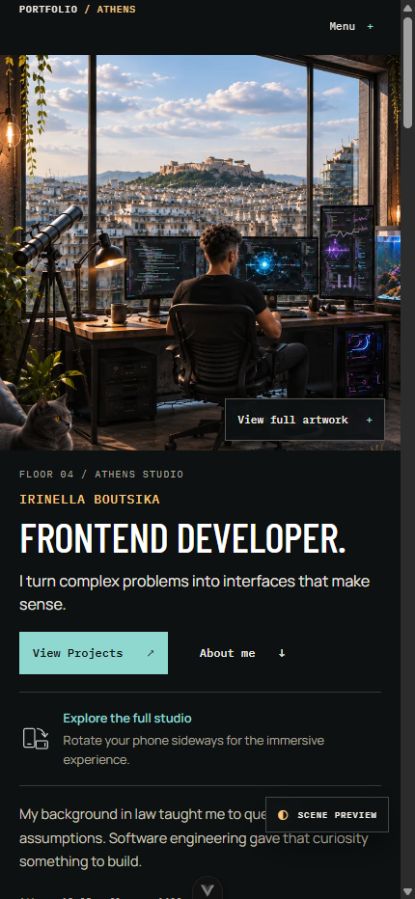 PORTFOLIO / ATHENS
Menu +
View full artwork +
FLOOR 04 / ATHENS STUDIO
IRINELLA BOUTSIKA
FRONTEND DEVELOPER.
I turn complex problems into interfaces that make
sense.
View Projects ↗
About me ↓
Explore the full studio
Rotate your phone sideways for the immersive
experience.
My background in law taught me to
SCENE PREVIEW
assumptions. Software engineering gave that curiosity
something to build.